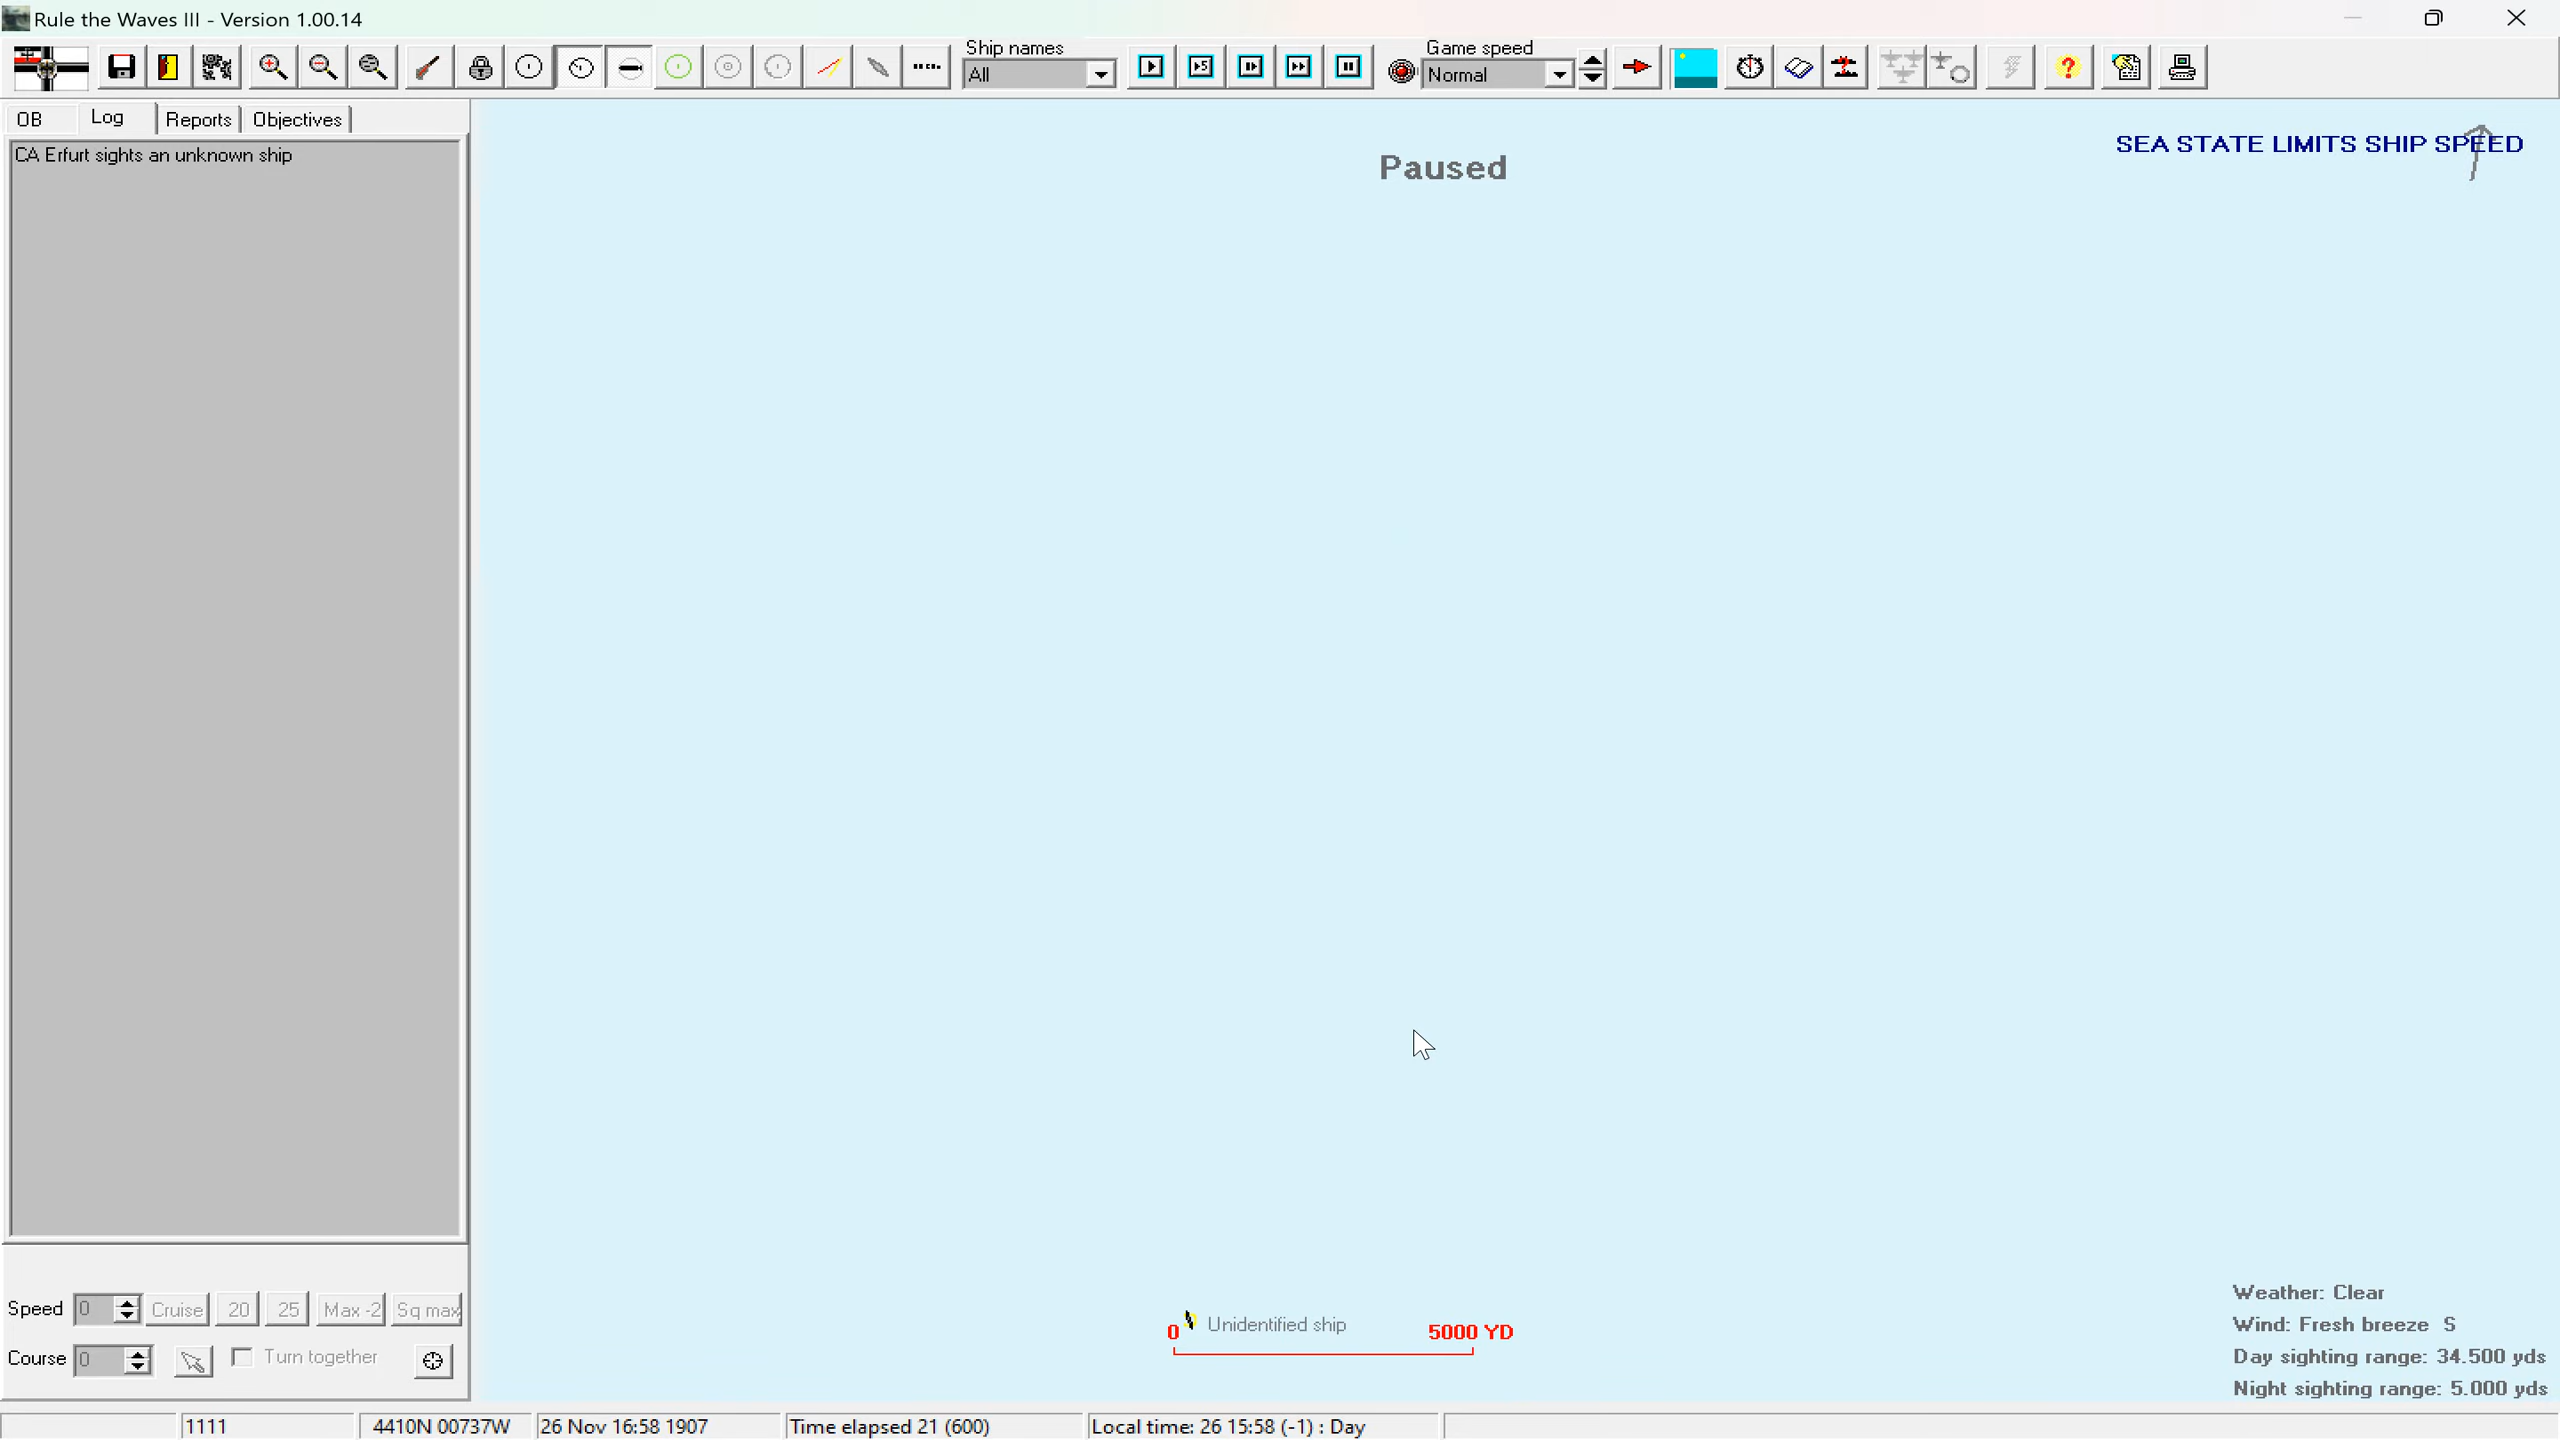 Rule the Waves III - Version 1.00.14
Ship names
All
Game speed
Normal
OB Log Reports Objectives
CA Erfurt sights an unknown ship
Paused
SEA STATE LIMITS SHIP SPEED
Unidentified ship
0 5000 YD
Weather: Clear
Wind: Fresh breeze S
Day sighting range: 34.500 yds
Night sighting range: 5.000 yds
Speed 0 Cruise 20 25 Max -2 Sq max
Course 0 Turn together
1111 4410N 00737W 26 Nov 16:58 1907 Time elapsed 21 (600) Local time: 26 15:58 (-1) : Day